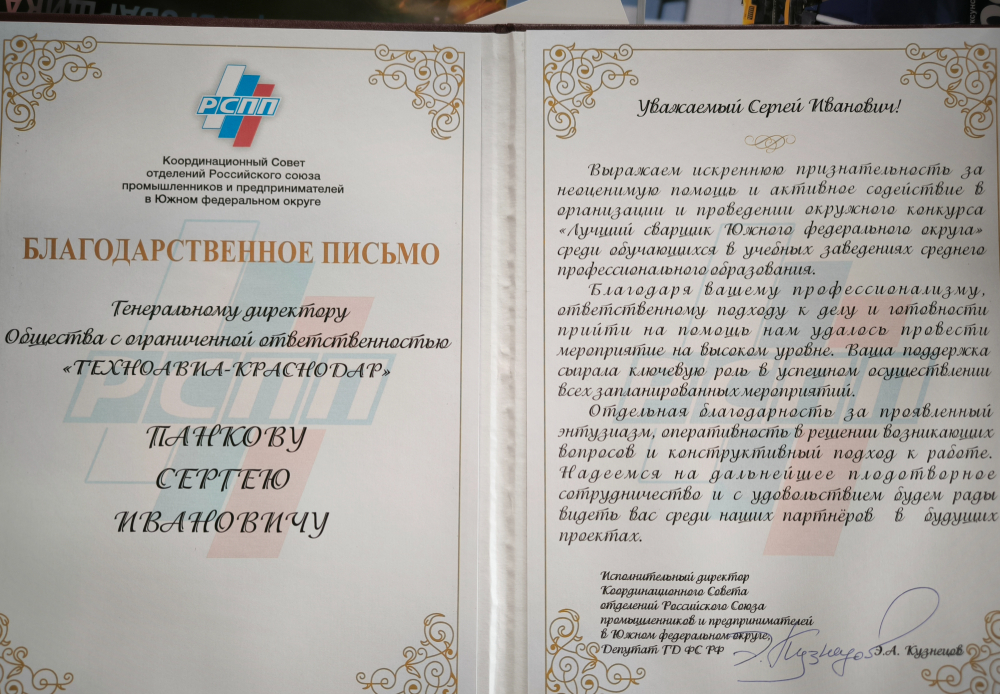 РСПП
Координационный Совет
отделений Российского союза
промышленников и предпринимателей
в Южном федеральном округе
БЛАГОДАРСТВЕННОЕ ПИСЬМО
Генеральному директору
Общества с ограниченной ответственностью
«ТЕХНОАВИА-КРАСНОДАР»
ПАНКОВУ
СЕРГЕЮ
ИВАНОВИЧУ
Уважаемый Сергей Иванович!
Выражаем искреннюю признательность за
неоценимую помощь и активное содействие в
организации и проведении окружного конкурса
«Лучший сварщик Южного федерального округа»
среди обучающихся в учебных заведениях среднего
профессионального образования.
Благодаря вашему профессионализму,
ответственному подходу к делу и готовности
прийти на помощь нам удалось провести
мероприятие на высоком уровне. Ваша поддержка
сыграла ключевую роль в успешном осуществлении
всех запланированных мероприятий.
Отдельная благодарность за проявленный
энтузиазм, оперативность в решении возникающих
вопросов и конструктивный подход к работе.
Надеемся на дальнейшее плодотворное
сотрудничество и с удовольствием будем рады
видеть вас среди наших партнёров в будущих
проектах.
Исполнительный директор
Координационного Совета
отделений Российского Союза
промышленников и предпринимателей
в Южном федеральном округе,
Депутат ГД ФС РФ Э.А. Кузнецов